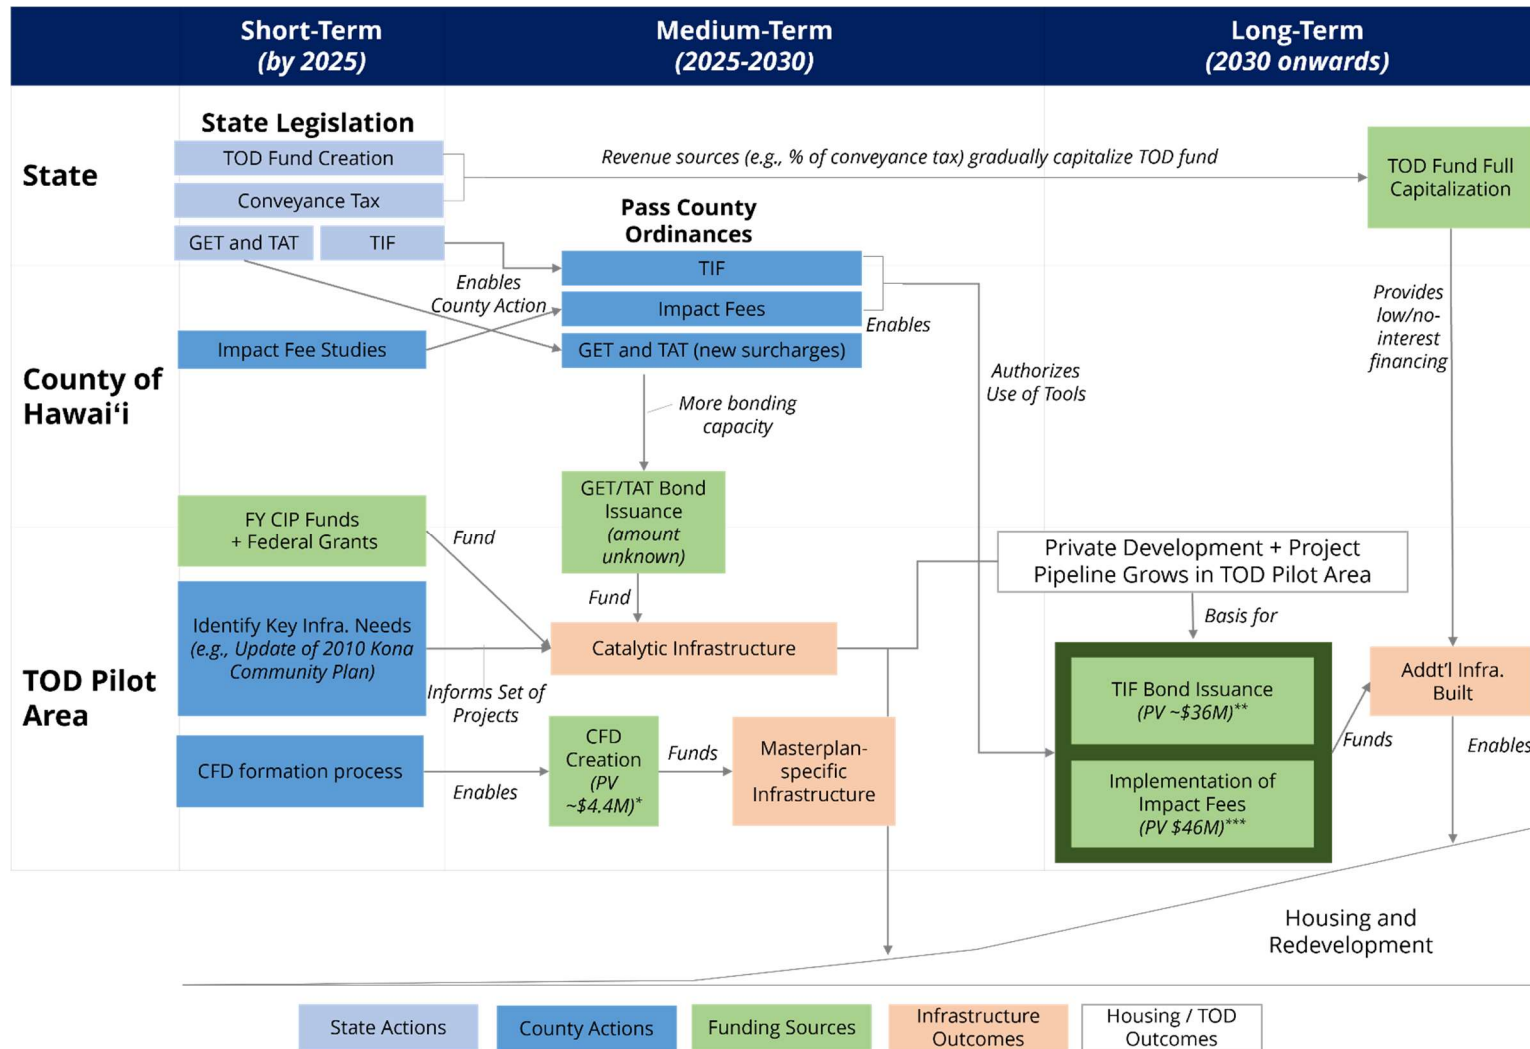 Short-Term
(by 2025)
Medium-Term
(2025-2030)
Long-Term
(2030 onwards)
State
State Legislation
TOD Fund Creation
Conveyance Tax
GET and TAT
TIF
Revenue sources (e.g., % of conveyance tax) gradually capitalize TOD fund
TOD Fund Full
Capitalization
Pass County
Ordinances
TIF
Impact Fees
GET and TAT (new surcharges)
Enables
County Action
Enables
County of
Hawaiʻi
Impact Fee Studies
Authorizes
Use of Tools
Provides
low/no-
interest
financing
More bonding
capacity
GET/TAT Bond
Issuance
(amount
unknown)
FY CIP Funds
+ Federal Grants
Fund
Fund
Private Development + Project
Pipeline Grows in TOD Pilot Area
Basis for
TOD Pilot
Area
Identify Key Infra. Needs
(e.g., Update of 2010 Kona
Community Plan)
Informs Set of
Projects
Catalytic Infrastructure
CFD formation process
Enables
CFD
Creation
(PV
~$4.4M)*
Funds
Masterplan-
specific
Infrastructure
TIF Bond Issuance
(PV ~$36M)**
Implementation of
Impact Fees
(PV $46M)***
Funds
Addt'l Infra.
Built
Enables
Housing and
Redevelopment
State Actions
County Actions
Funding Sources
Infrastructure
Outcomes
Housing / TOD
Outcomes